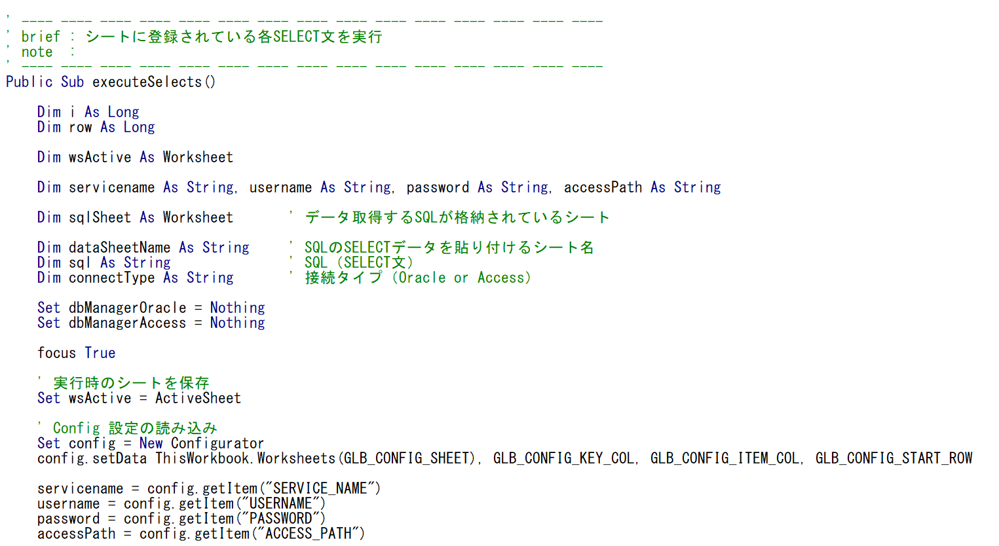 ' ---- ---- ---- ---- ---- ---- ---- ---- ---- ---- ---- ---- ---- ---- ----
' brief : シートに登録されている各SELECT文を実行
' note  :
' ---- ---- ---- ---- ---- ---- ---- ---- ---- ---- ---- ---- ---- ---- ----
Public Sub executeSelects()
    Dim i As Long
    Dim row As Long
    Dim wsActive As Worksheet
    Dim servicename As String, username As String, password As String, accessPath As String
    Dim sqlSheet As Worksheet       ' データ取得するSQLが格納されているシート
    Dim dataSheetName As String     ' SQLのSELECTデータを貼り付けるシート名
    Dim sql As String               ' SQL（SELECT文）
    Dim connectType As String       ' 接続タイプ（Oracle or Access）
    Set dbManagerOracle = Nothing
    Set dbManagerAccess = Nothing
    focus True
    ' 実行時のシートを保存
    Set wsActive = ActiveSheet
    ' Config 設定の読み込み
    Set config = New Configurator
    config.setData ThisWorkbook.Worksheets(GLB_CONFIG_SHEET), GLB_CONFIG_KEY_COL, GLB_CONFIG_ITEM_COL, GLB_CONFIG_START_ROW
    servicename = config.getItem("SERVICE_NAME")
    username = config.getItem("USERNAME")
    password = config.getItem("PASSWORD")
    accessPath = config.getItem("ACCESS_PATH")